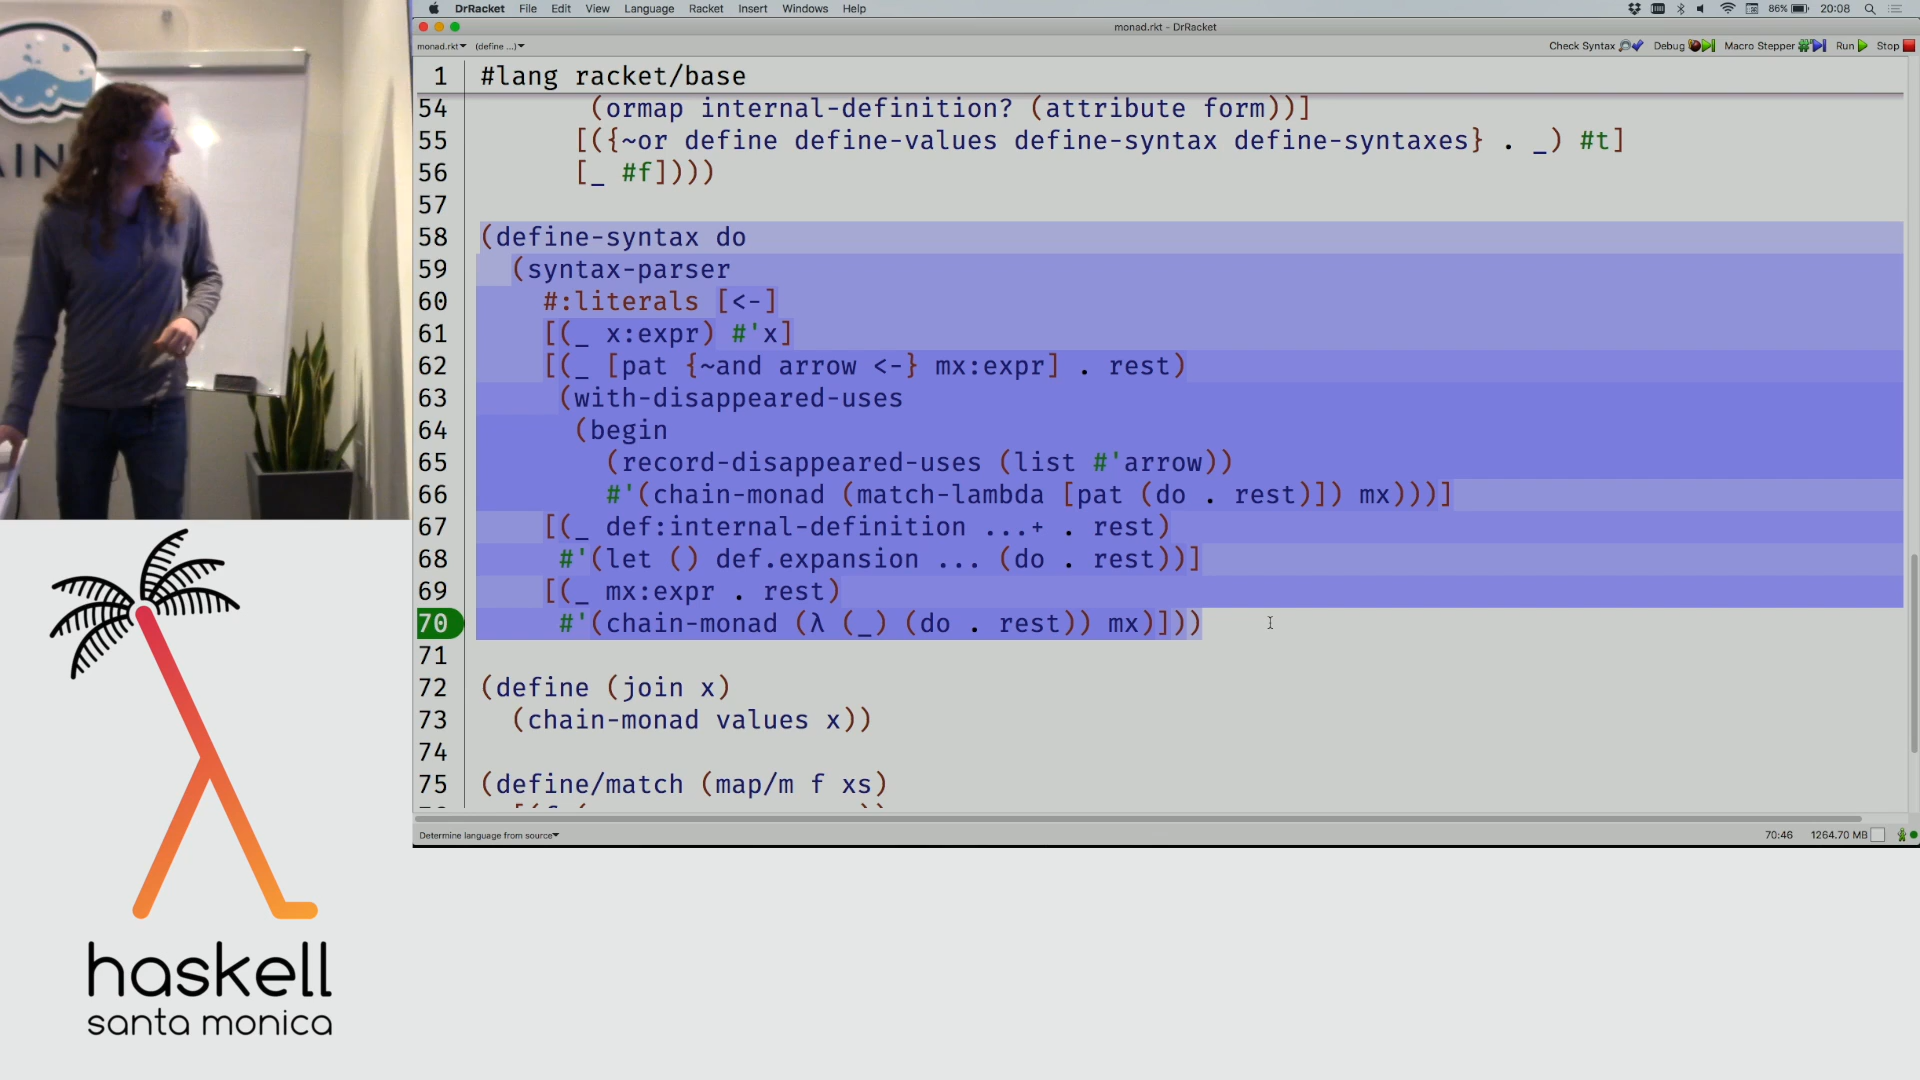 DrRacket File Edit View Language Racket Insert Tabs Windows Help
86% 20:08
monad.rkt - DrRacket
monad.rkt (define ...)
Check Syntax Debug Macro Stepper Run Stop
1 #lang racket/base
54 (ormap internal-definition? (attribute form))]
55 [({~or define define-values define-syntax define-syntaxes} . _) #t]
56 [_ #f])))
57
58 (define-syntax do
59 (syntax-parser
60 #:literals [<-]
61 [(_ x:expr) #'x]
62 [(_ [pat {~and arrow <-} mx:expr] . rest)
63 (with-disappeared-uses
64 (begin
65 (record-disappeared-uses (list #'arrow))
66 #'(chain-monad (match-lambda [pat (do . rest)]) mx)))]
67 [(_ def:internal-definition ...+ . rest)
68 #'(let () def.expansion ... (do . rest))]
69 [(_ mx:expr . rest)
70 #'(chain-monad (λ (_) (do . rest)) mx)]))
71
72 (define (join x)
73 (chain-monad values x))
74
75 (define/match (map/m f xs)
Determine language from source
70:46 1264.70 MB
AIN
haskell
santa monica